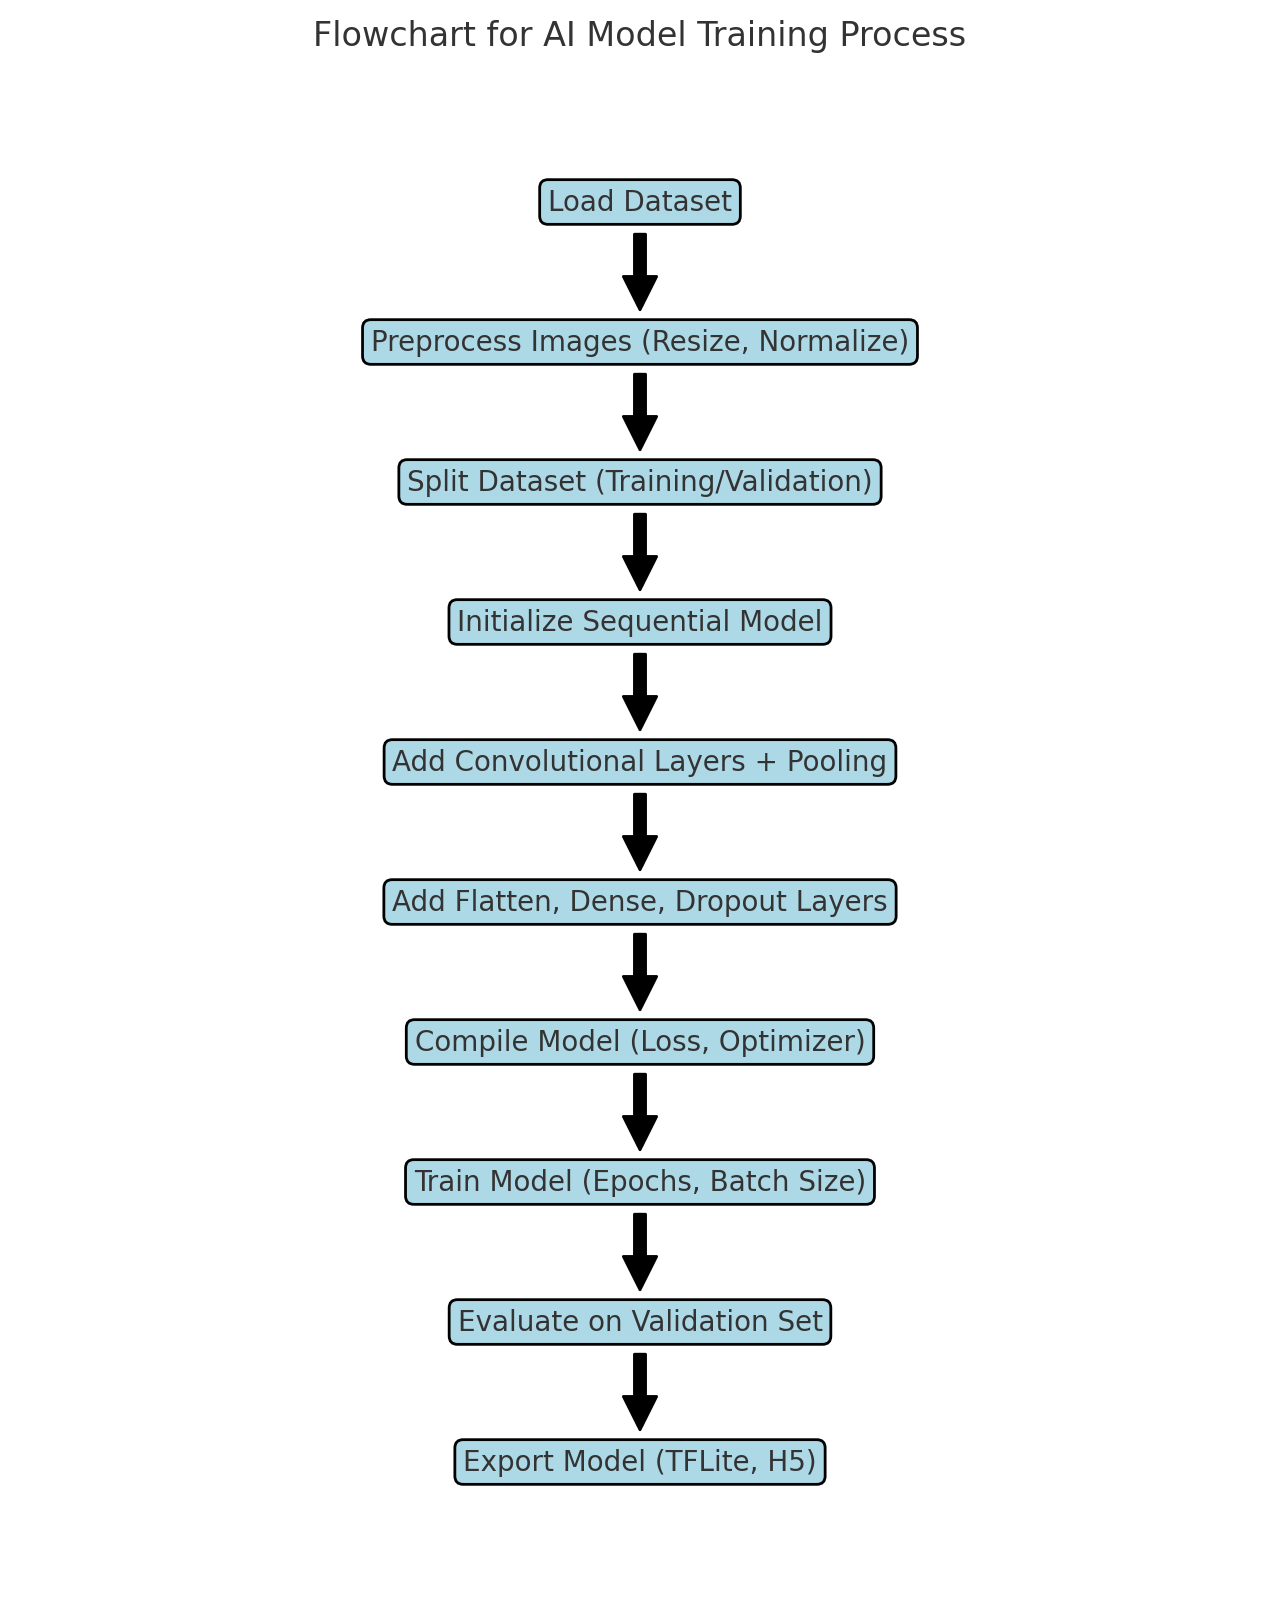 Flowchart for AI Model Training Process
Load Dataset
Preprocess Images (Resize, Normalize)
Split Dataset (Training/Validation)
Initialize Sequential Model
Add Convolutional Layers + Pooling
Add Flatten, Dense, Dropout Layers
Compile Model (Loss, Optimizer)
Train Model (Epochs, Batch Size)
Evaluate on Validation Set
Export Model (TFLite, H5)